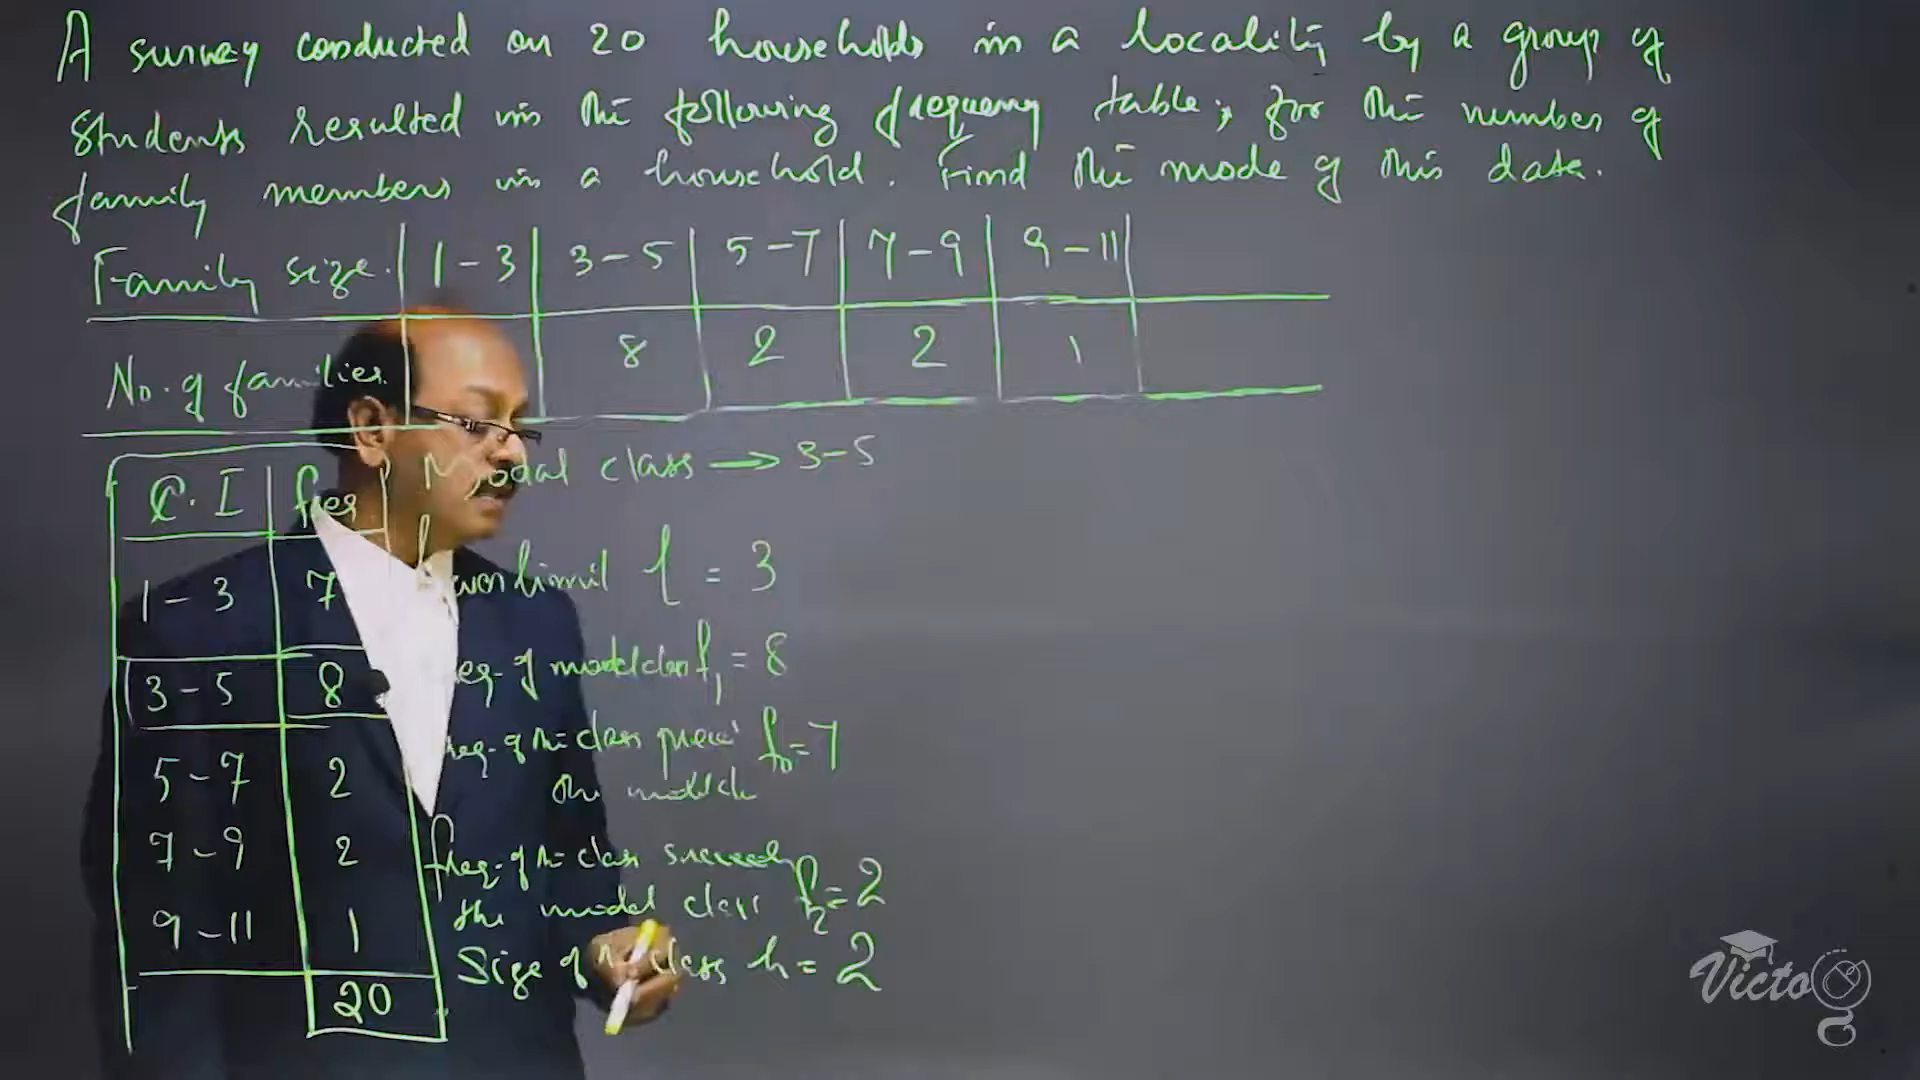 A survey conducted on 20 households in a locality by a group of
students resulted in the following frequency table, for the number of
family members in a household. Find the mode of this data.
Family size. 1-3 3-5 5-7 7-9 9-11
No. of families 8 2 2 1
Modal class → 3-5
C.I freq
Lower limit l = 3
1-3 7
freq. of modal class f1 = 8
3-5 8
freq. of the class f0 = 7
the
5-7 2
7-9 2
freq. of the class
the modal class f2 = 2
9-11 1
Size of class h = 2
20
Victo